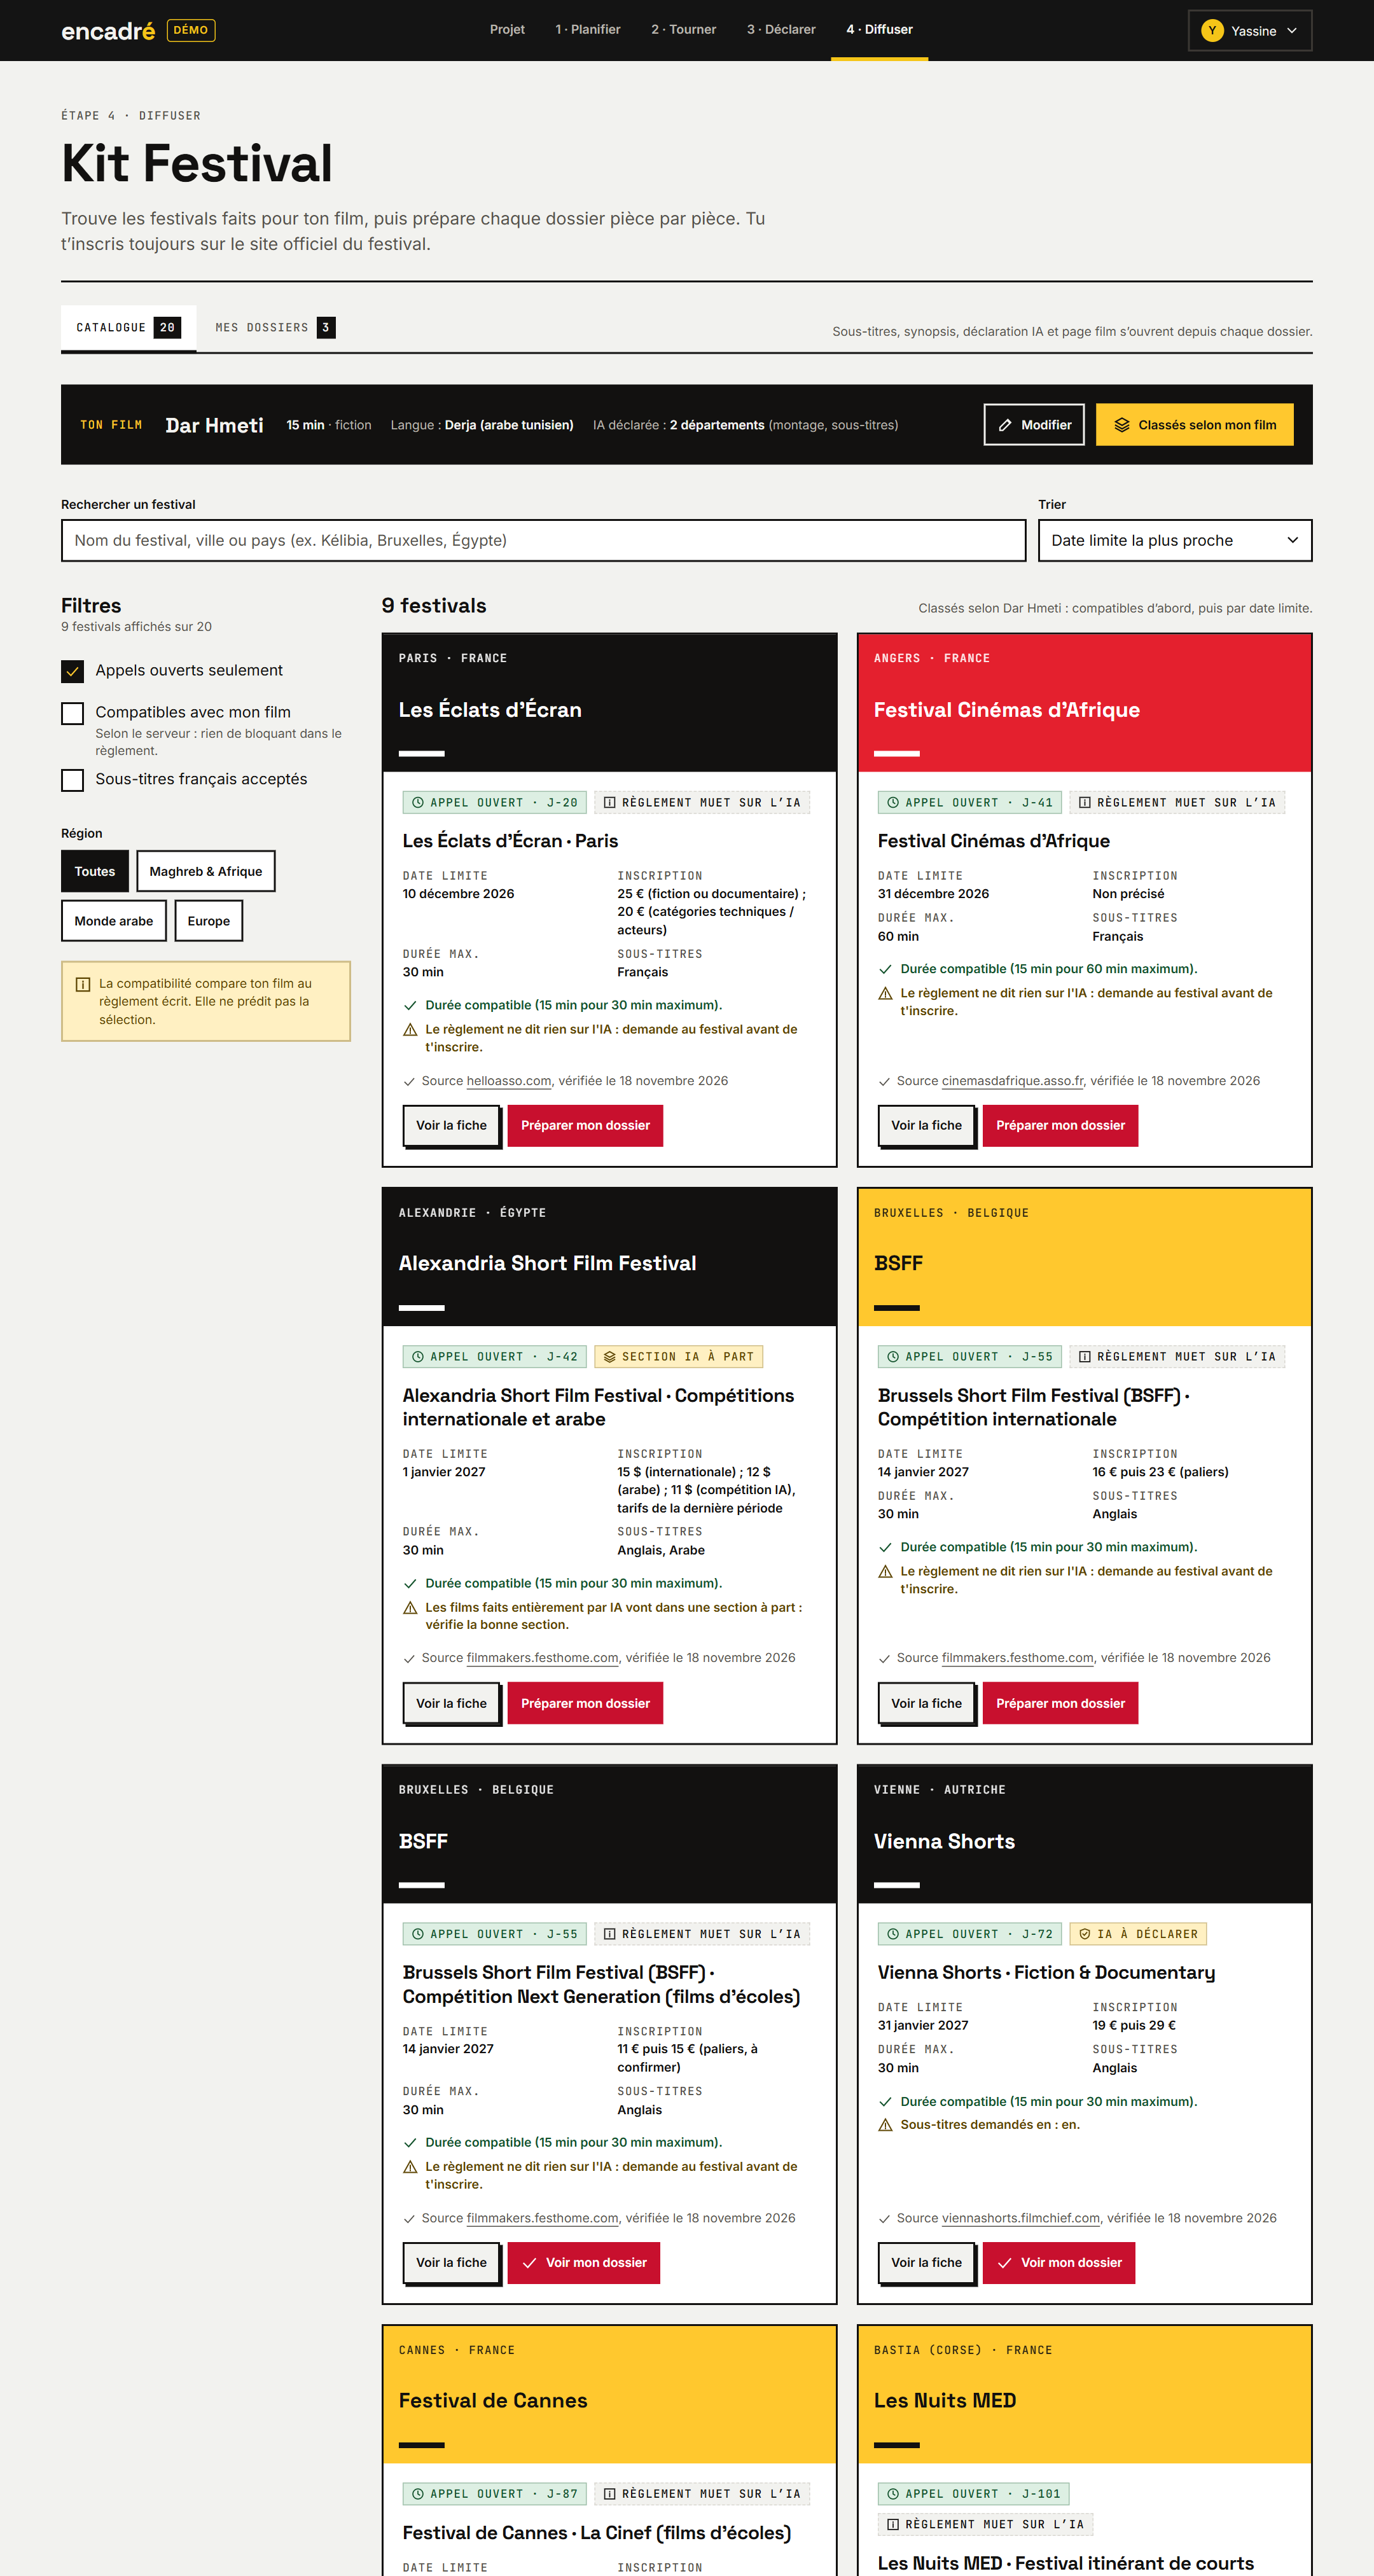 encadré
DÉMO
Projet
1 · Planifier
2 · Tourner
3 · Déclarer
4 · Diffuser
Y
Yassine
ÉTAPE 4 · DIFFUSER
Kit Festival
Trouve les festivals faits pour ton film, puis prépare chaque dossier pièce par pièce. Tu
t’inscris toujours sur le site officiel du festival.
CATALOGUE 20
MES DOSSIERS 3
Sous-titres, synopsis, déclaration IA et page film s’ouvrent depuis chaque dossier.
TON FILM
Dar Hmeti
15 min · fiction
Langue : Derja (arabe tunisien)
IA déclarée : 2 départements (montage, sous-titres)
Modifier
Classés selon mon film
Rechercher un festival
Nom du festival, ville ou pays (ex. Kélibia, Bruxelles, Égypte)
Trier
Date limite la plus proche
Filtres
9 festivals affichés sur 20
Appels ouverts seulement
Compatibles avec mon film
Selon le serveur : rien de bloquant dans le
règlement.
Sous-titres français acceptés
Région
Toutes
Maghreb & Afrique
Monde arabe
Europe
La compatibilité compare ton film au
règlement écrit. Elle ne prédit pas la
sélection.
9 festivals
Classés selon Dar Hmeti : compatibles d’abord, puis par date limite.
PARIS · FRANCE
Les Éclats d’Écran
APPEL OUVERT · J-20
RÈGLEMENT MUET SUR L’IA
Les Éclats d’Écran · Paris
DATE LIMITE
10 décembre 2026
INSCRIPTION
25 € (fiction ou documentaire) ;
20 € (catégories techniques /
acteurs)
DURÉE MAX.
30 min
SOUS-TITRES
Français
Durée compatible (15 min pour 30 min maximum).
Le règlement ne dit rien sur l'IA : demande au festival avant de
t'inscrire.
Source helloasso.com, vérifiée le 18 novembre 2026
Voir la fiche
Préparer mon dossier
ANGERS · FRANCE
Festival Cinémas d’Afrique
APPEL OUVERT · J-41
RÈGLEMENT MUET SUR L’IA
Festival Cinémas d’Afrique
DATE LIMITE
31 décembre 2026
INSCRIPTION
Non précisé
DURÉE MAX.
60 min
SOUS-TITRES
Français
Durée compatible (15 min pour 60 min maximum).
Le règlement ne dit rien sur l'IA : demande au festival avant de
t'inscrire.
Source cinemasdafrique.asso.fr, vérifiée le 18 novembre 2026
Voir la fiche
Préparer mon dossier
ALEXANDRIE · ÉGYPTE
Alexandria Short Film Festival
APPEL OUVERT · J-42
SECTION IA À PART
Alexandria Short Film Festival · Compétitions
internationale et arabe
DATE LIMITE
1 janvier 2027
INSCRIPTION
15 $ (internationale) ; 12 $
(arabe) ; 11 $ (compétition IA),
tarifs de la dernière période
DURÉE MAX.
30 min
SOUS-TITRES
Anglais, Arabe
Durée compatible (15 min pour 30 min maximum).
Les films faits entièrement par IA vont dans une section à part :
vérifie la bonne section.
Source filmmakers.festhome.com, vérifiée le 18 novembre 2026
Voir la fiche
Préparer mon dossier
BRUXELLES · BELGIQUE
BSFF
APPEL OUVERT · J-55
RÈGLEMENT MUET SUR L’IA
Brussels Short Film Festival (BSFF) ·
Compétition internationale
DATE LIMITE
14 janvier 2027
INSCRIPTION
16 € puis 23 € (paliers)
DURÉE MAX.
30 min
SOUS-TITRES
Anglais
Durée compatible (15 min pour 30 min maximum).
Le règlement ne dit rien sur l'IA : demande au festival avant de
t'inscrire.
Source filmmakers.festhome.com, vérifiée le 18 novembre 2026
Voir la fiche
Préparer mon dossier
BRUXELLES · BELGIQUE
BSFF
APPEL OUVERT · J-55
RÈGLEMENT MUET SUR L’IA
Brussels Short Film Festival (BSFF) ·
Compétition Next Generation (films d’écoles)
DATE LIMITE
14 janvier 2027
INSCRIPTION
11 € puis 15 € (paliers, à
confirmer)
DURÉE MAX.
30 min
SOUS-TITRES
Anglais
Durée compatible (15 min pour 30 min maximum).
Le règlement ne dit rien sur l'IA : demande au festival avant de
t'inscrire.
Source filmmakers.festhome.com, vérifiée le 18 novembre 2026
Voir la fiche
Voir mon dossier
VIENNE · AUTRICHE
Vienna Shorts
APPEL OUVERT · J-72
IA À DÉCLARER
Vienna Shorts · Fiction & Documentary
DATE LIMITE
31 janvier 2027
INSCRIPTION
19 € puis 29 €
DURÉE MAX.
30 min
SOUS-TITRES
Anglais
Durée compatible (15 min pour 30 min maximum).
Sous-titres demandés en : en.
Source viennashorts.filmchief.com, vérifiée le 18 novembre 2026
Voir la fiche
Voir mon dossier
CANNES · FRANCE
Festival de Cannes
APPEL OUVERT · J-87
RÈGLEMENT MUET SUR L’IA
Festival de Cannes · La Cinef (films d’écoles)
DATE LIMITE
INSCRIPTION
BASTIA (CORSE) · FRANCE
Les Nuits MED
APPEL OUVERT · J-101
RÈGLEMENT MUET SUR L’IA
Les Nuits MED · Festival itinérant de courts